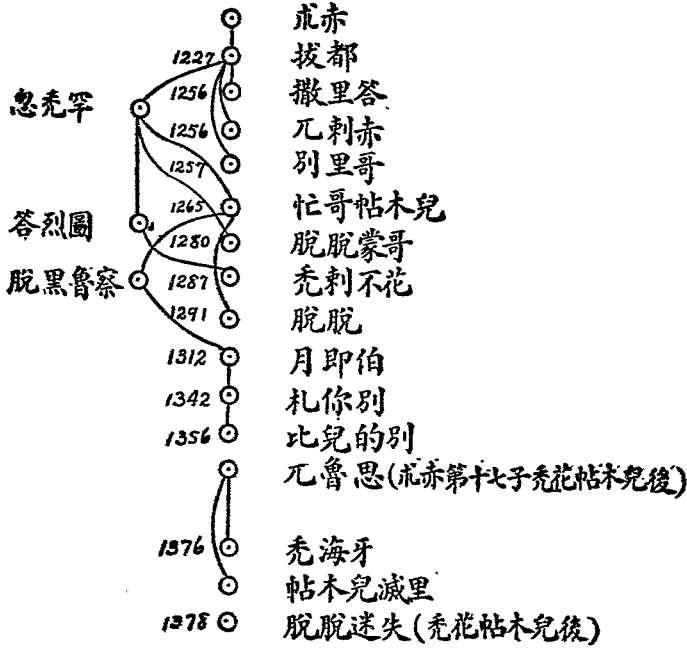 朮赤
1227 拔都
1256 撒里答
忽禿罕
1256 兀剌赤
1257 別里哥
1265 忙哥帖木兒
答烈圖
1280 脫脫蒙哥
脫黑魯察
1287 禿剌不花
1291 脫脫
1312 月即伯
1342 札你別
1356 比兒的別
兀魯思(朮赤第十七子禿花帖木兒後)
1376 禿海牙
帖木兒滅里
1378 脫脫迷失(禿花帖木兒後)